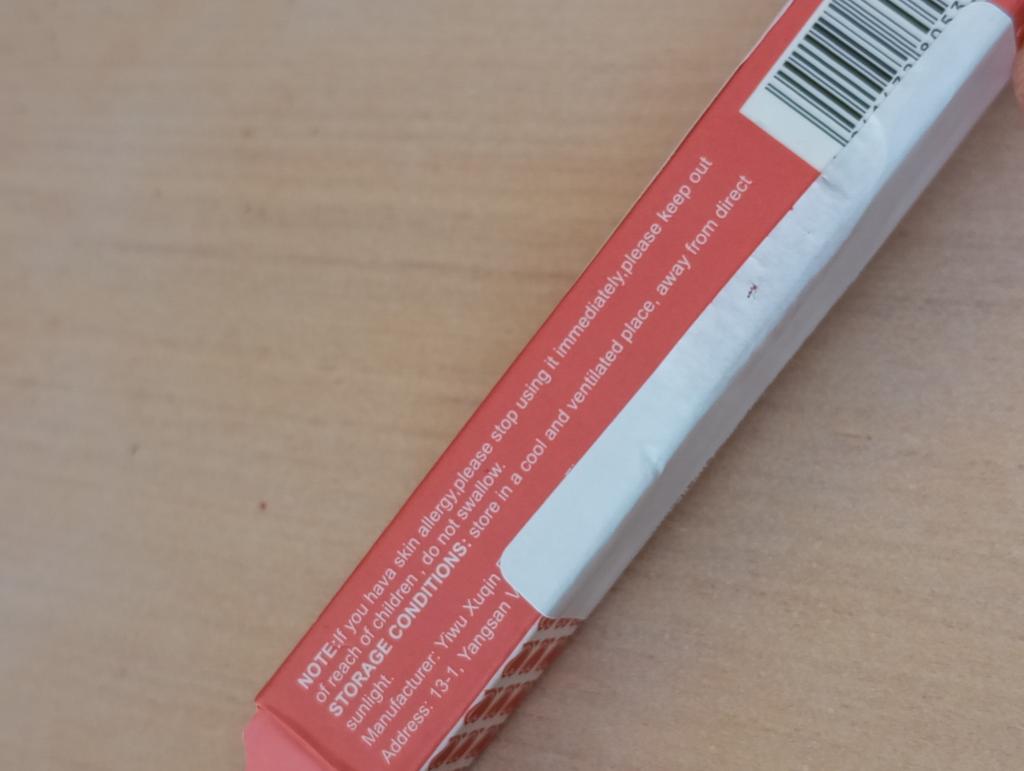 NOTE:If you hava skin allergy,please stop using it immediately,please keep out
of reach of children , do not swallow.
STORAGE CONDITIONS: store in a cool and ventilated place, away from direct
sunlight.
Manufacturer: Yiwu Xuqin
Address: 13-1, Yangsan